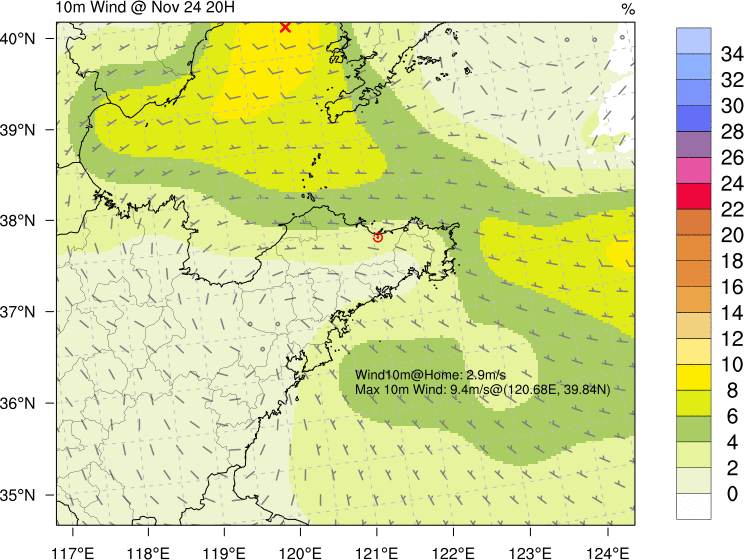 10m Wind @ Nov 24 20H
%
40°N
39°N
38°N
37°N
36°N
35°N
117°E
118°E
119°E
120°E
121°E
122°E
123°E
124°E
Wind10m@Home: 2.9m/s
Max 10m Wind: 9.4m/s@(120.68E, 39.84N)
34
32
30
28
26
24
22
20
18
16
14
12
10
8
6
4
2
0